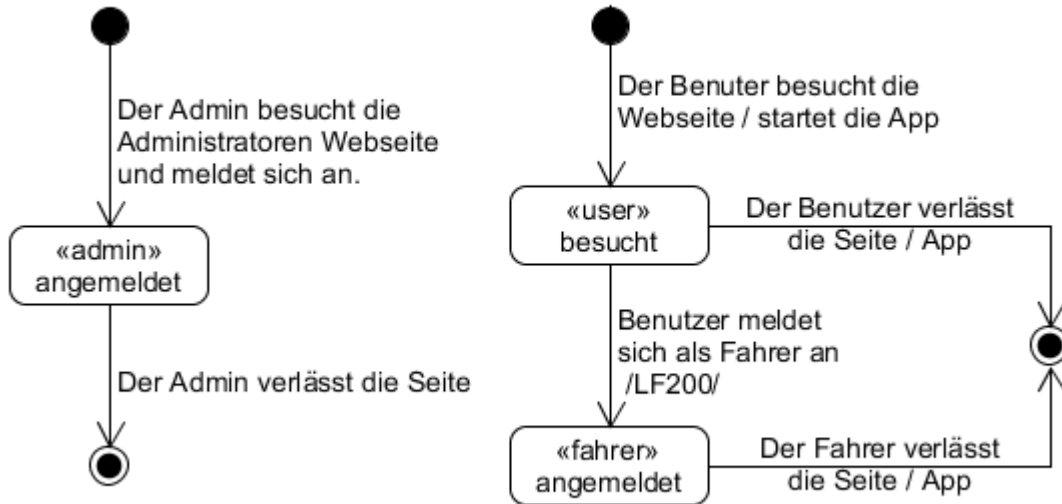 Der Admin besucht die
Administratoren Webseite
und meldet sich an.
«admin»
angemeldet
Der Admin verlässt die Seite
Der Benuter besucht die
Webseite / startet die App
«user»
besucht
Der Benutzer verlässt
die Seite / App
Benutzer meldet
sich als Fahrer an
/LF200/
«fahrer»
angemeldet
Der Fahrer verlässt
die Seite / App